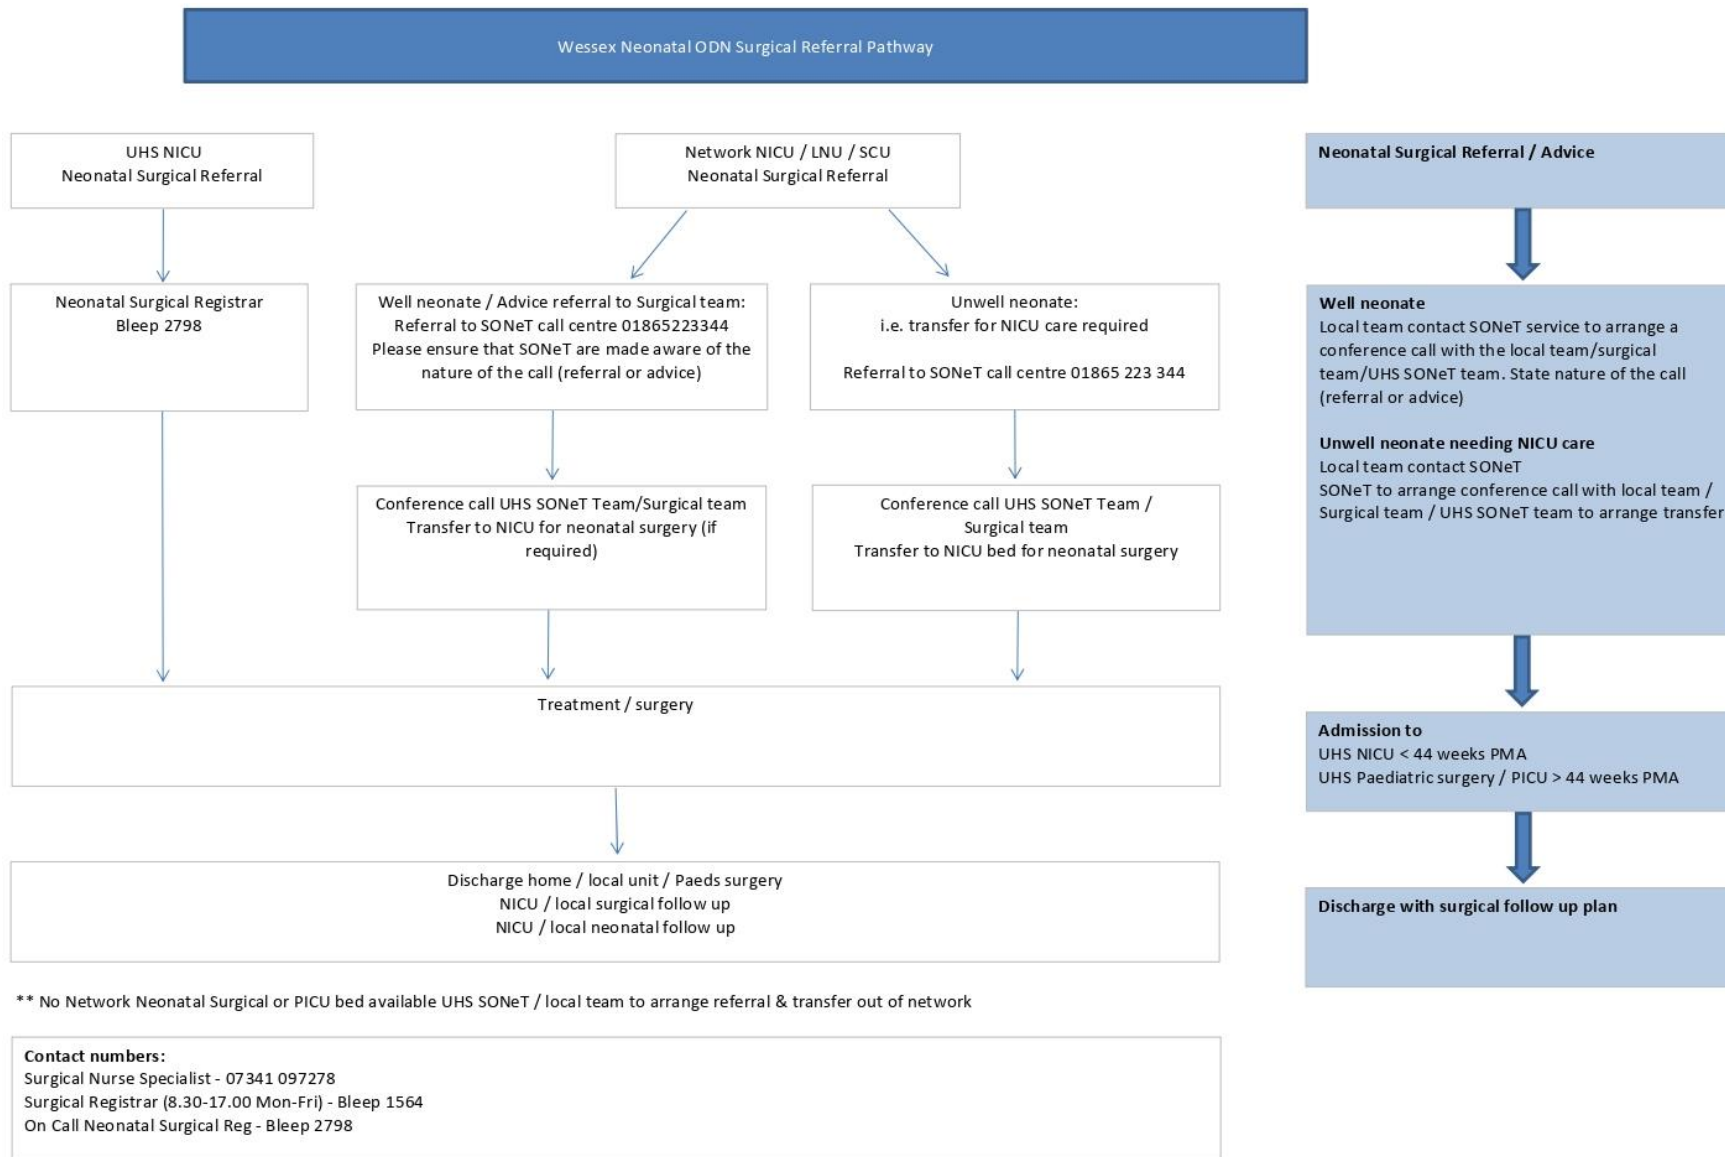 Wessex Neonatal ODN Surgical Referral Pathway
UHS NICU
Neonatal Surgical Referral
Network NICU / LNU / SCU
Neonatal Surgical Referral
Neonatal Surgical Registrar
Bleep 2798
Well neonate / Advice referral to Surgical team:
Referral to SONeT call centre 01865223344
Please ensure that SONeT are made aware of the
nature of the call (referral or advice)
Unwell neonate:
i.e. transfer for NICU care required
Referral to SONeT call centre 01865 223 344
Conference call UHS SONeT Team/Surgical team
Transfer to NICU for neonatal surgery (if
required)
Conference call UHS SONeT Team /
Surgical team
Transfer to NICU bed for neonatal surgery
Treatment / surgery
Discharge home / local unit / Paeds surgery
NICU / local surgical follow up
NICU / local neonatal follow up
** No Network Neonatal Surgical or PICU bed available UHS SONeT / local team to arrange referral & transfer out of network
Contact numbers:
Surgical Nurse Specialist - 07341 097278
Surgical Registrar (8.30-17.00 Mon-Fri) - Bleep 1564
On Call Neonatal Surgical Reg - Bleep 2798
Neonatal Surgical Referral / Advice
Well neonate
Local team contact SONeT service to arrange a
conference call with the local team/surgical
team/UHS SONeT team. State nature of the call
(referral or advice)
Unwell neonate needing NICU care
Local team contact SONeT
SONeT to arrange conference call with local team /
Surgical team / UHS SONeT team to arrange transfer
Admission to
UHS NICU < 44 weeks PMA
UHS Paediatric surgery / PICU > 44 weeks PMA
Discharge with surgical follow up plan